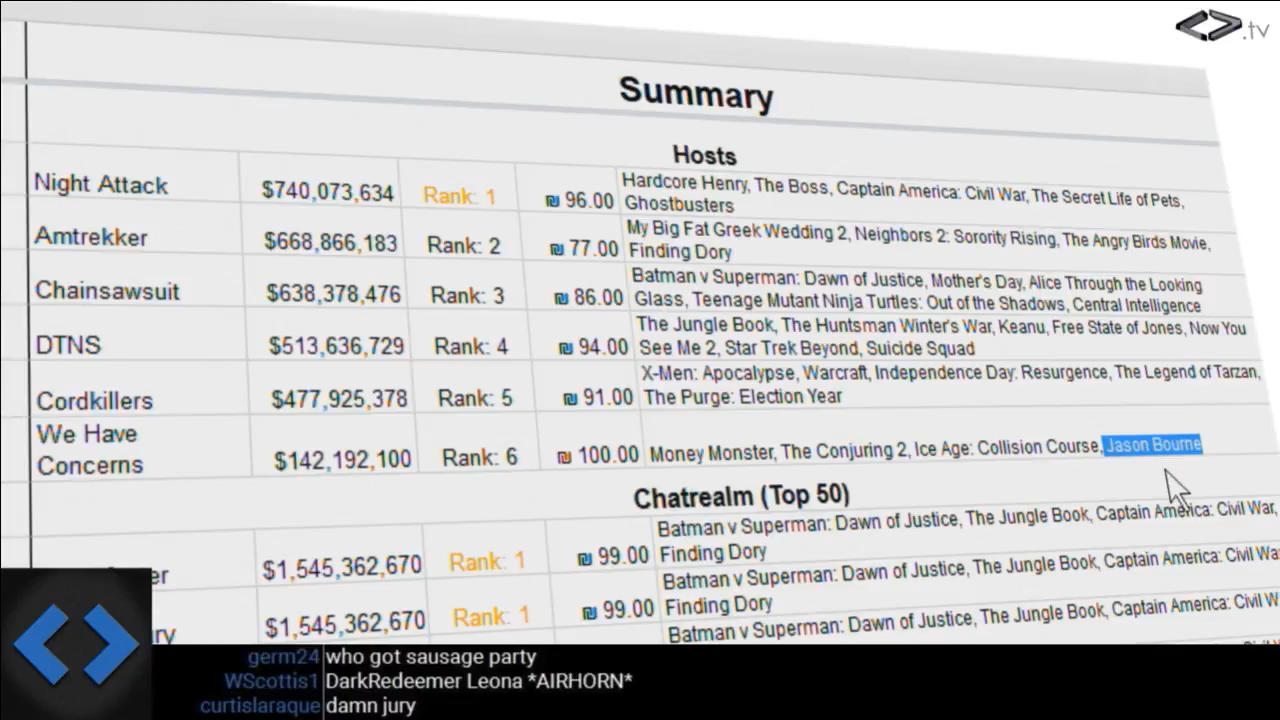 .tv
Summary
Hosts
Night Attack $740,073,634 Rank: 1 ₪ 96.00 Hardcore Henry, The Boss, Captain America: Civil War, The Secret Life of Pets,
Ghostbusters
Amtrekker $668,866,183 Rank: 2 ₪ 77.00 My Big Fat Greek Wedding 2, Neighbors 2: Sorority Rising, The Angry Birds Movie,
Finding Dory
Chainsawsuit $638,378,476 Rank: 3 ₪ 86.00 Batman v Superman: Dawn of Justice, Mother's Day, Alice Through the Looking
Glass, Teenage Mutant Ninja Turtles: Out of the Shadows, Central Intelligence
DTNS $513,636,729 Rank: 4 ₪ 94.00 The Jungle Book, The Huntsman Winter's War, Keanu, Free State of Jones, Now You
See Me 2, Star Trek Beyond, Suicide Squad
Cordkillers $477,925,378 Rank: 5 ₪ 91.00 X-Men: Apocalypse, Warcraft, Independence Day: Resurgence, The Legend of Tarzan,
The Purge: Election Year
We Have
Concerns $142,192,100 Rank: 6 ₪ 100.00 Money Monster, The Conjuring 2, Ice Age: Collision Course, Jason Bourne
Chatrealm (Top 50)
$1,545,362,670 Rank: 1 ₪ 99.00 Batman v Superman: Dawn of Justice, The Jungle Book, Captain America: Civil War,
Finding Dory
$1,545,362,670 Rank: 1 ₪ 99.00 Batman v Superman: Dawn of Justice, The Jungle Book, Captain America: Civil War
Finding Dory
Batman v Superman: Dawn of Justice, The Jungle Book, Captain America: Civil W
germ24 who got sausage party
WScottis1 DarkRedeemer Leona *AIRHORN*
curtislaraque damn jury